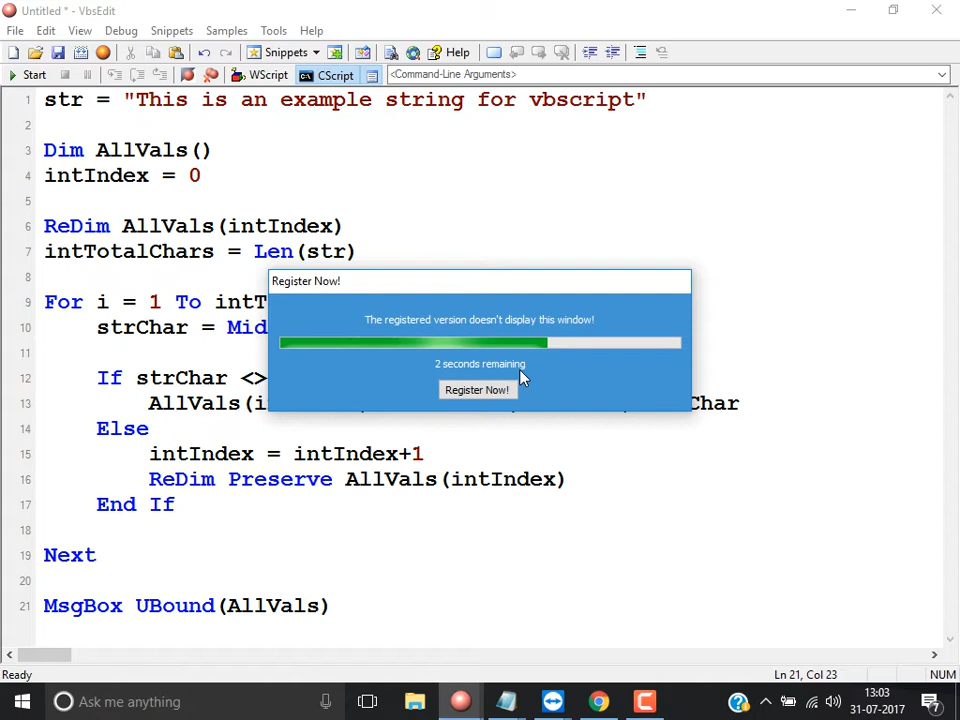 Untitled * - VbsEdit
File Edit View Debug Snippets Samples Tools Help
Snippets Help
Start WScript CScript <Command-Line Arguments>
1 str = "This is an example string for vbscript"
2
3 Dim AllVals()
4 intIndex = 0
5
6 ReDim AllVals(intIndex)
7 intTotalChars = Len(str)
8
Register Now!
9 For i = 1 To intT
The registered version doesn't display this window!
10 strChar = Mid
11
2 seconds remaining
12 If strChar <>
Register Now!
13 AllVals(i Char
14 Else
15 intIndex = intIndex+1
16 ReDim Preserve AllVals(intIndex)
17 End If
18
19 Next
20
21 MsgBox UBound(AllVals)
Ready Ln 21, Col 23 NUM
Ask me anything 13:03
31-07-2017 7